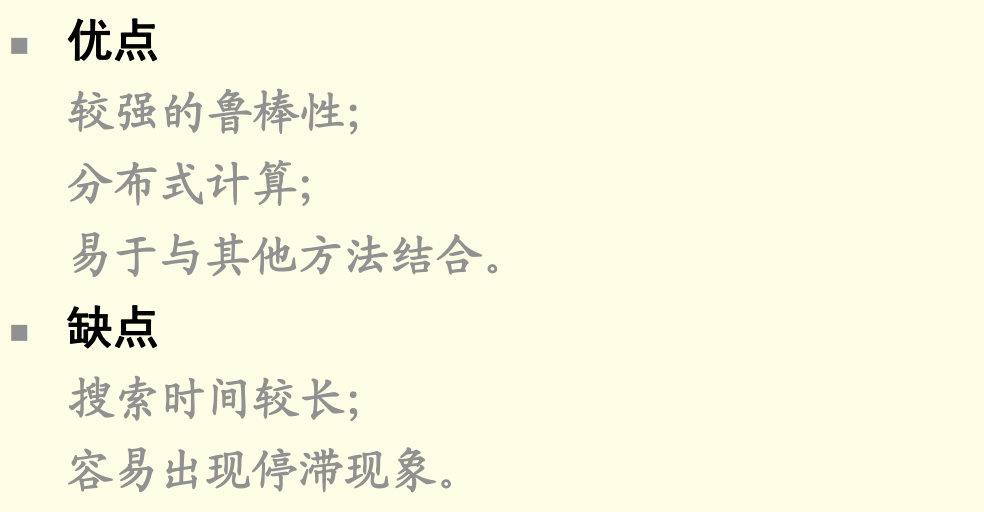 优点
较强的鲁棒性;
分布式计算;
易于与其他方法结合。
缺点
搜索时间较长;
容易出现停滞现象。